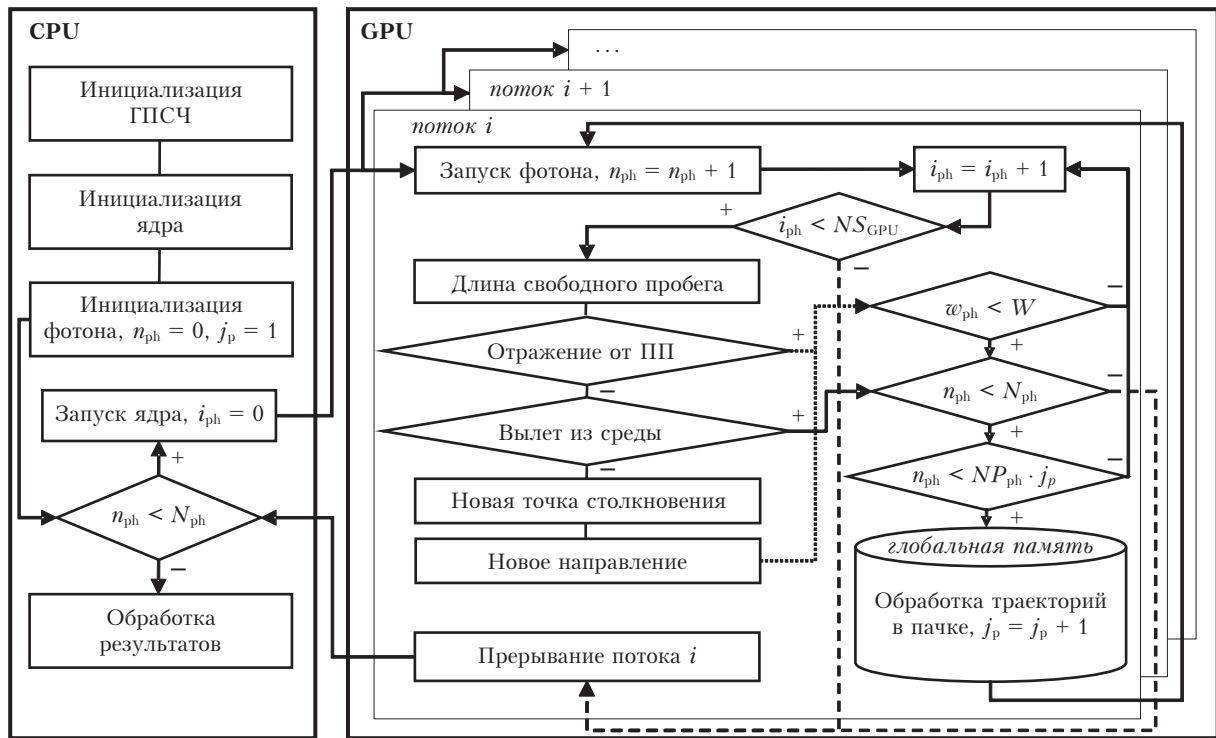 CPU
Инициализация
ГПСЧ
Инициализация
ядра
Инициализация
фотона, n_ph = 0, j_p = 1
Запуск ядра, i_ph = 0
+
n_ph < N_ph
−
Обработка
результатов
GPU
...
поток i + 1
поток i
Запуск фотона, n_ph = n_ph + 1
i_ph = i_ph + 1
+
i_ph < NS_GPU
−
Длина свободного пробега
w_ph < W
−
+
Отражение от ПП
+
−
n_ph < N_ph
−
+
Вылет из среды
+
−
n_ph < NP_ph · j_p
−
+
Новая точка столкновения
Новое направление
глобальная память
Обработка траекторий
в пачке, j_p = j_p + 1
Прерывание потока i